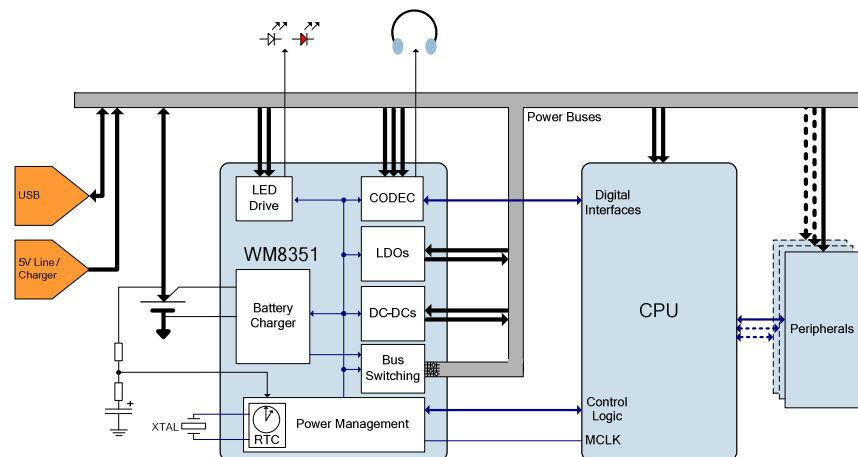 Power Buses
USB
5V Line /
Charger
LED
Drive
CODEC
Digital
Interfaces
WM8351
LDOs
Battery
Charger
DC-DCs
CPU
Peripherals
Bus
Switching
Control
Logic
XTAL
+
RTC
Power Management
MCLK